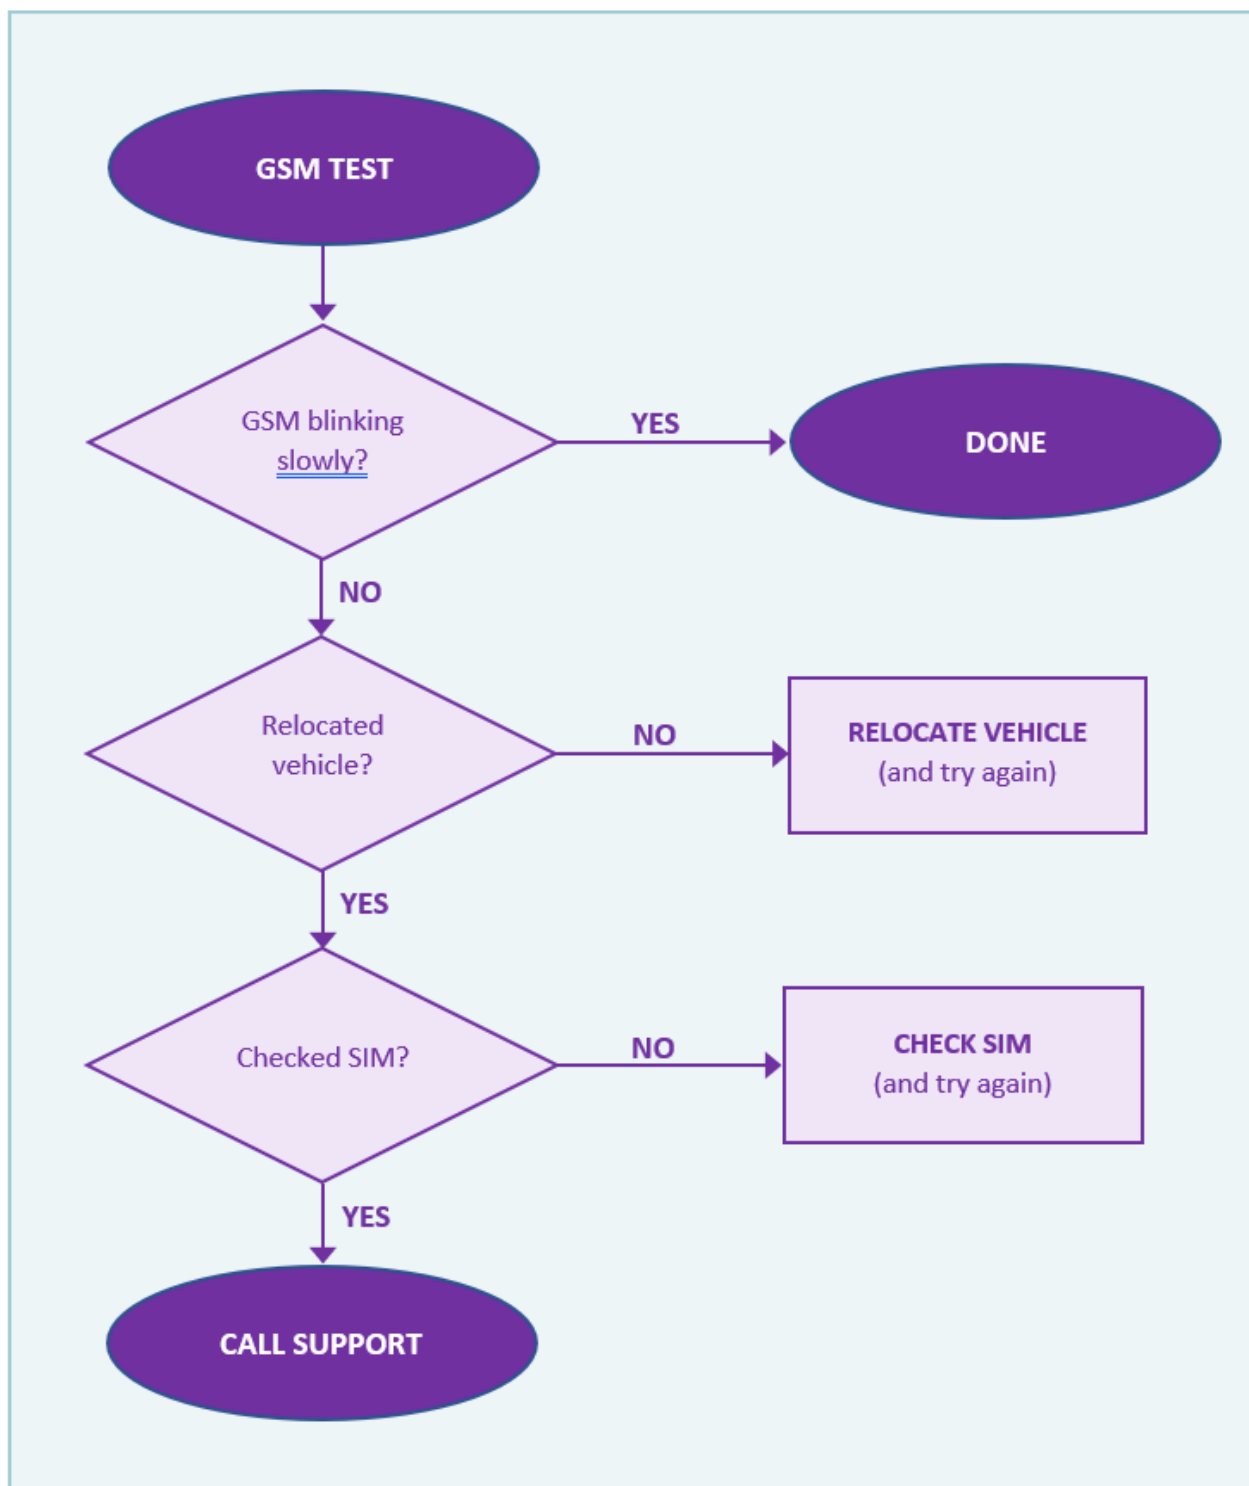 GSM TEST
GSM blinking
slowly?
YES
DONE
NO
Relocated
vehicle?
NO
RELOCATE VEHICLE
(and try again)
YES
Checked SIM?
NO
CHECK SIM
(and try again)
YES
CALL SUPPORT